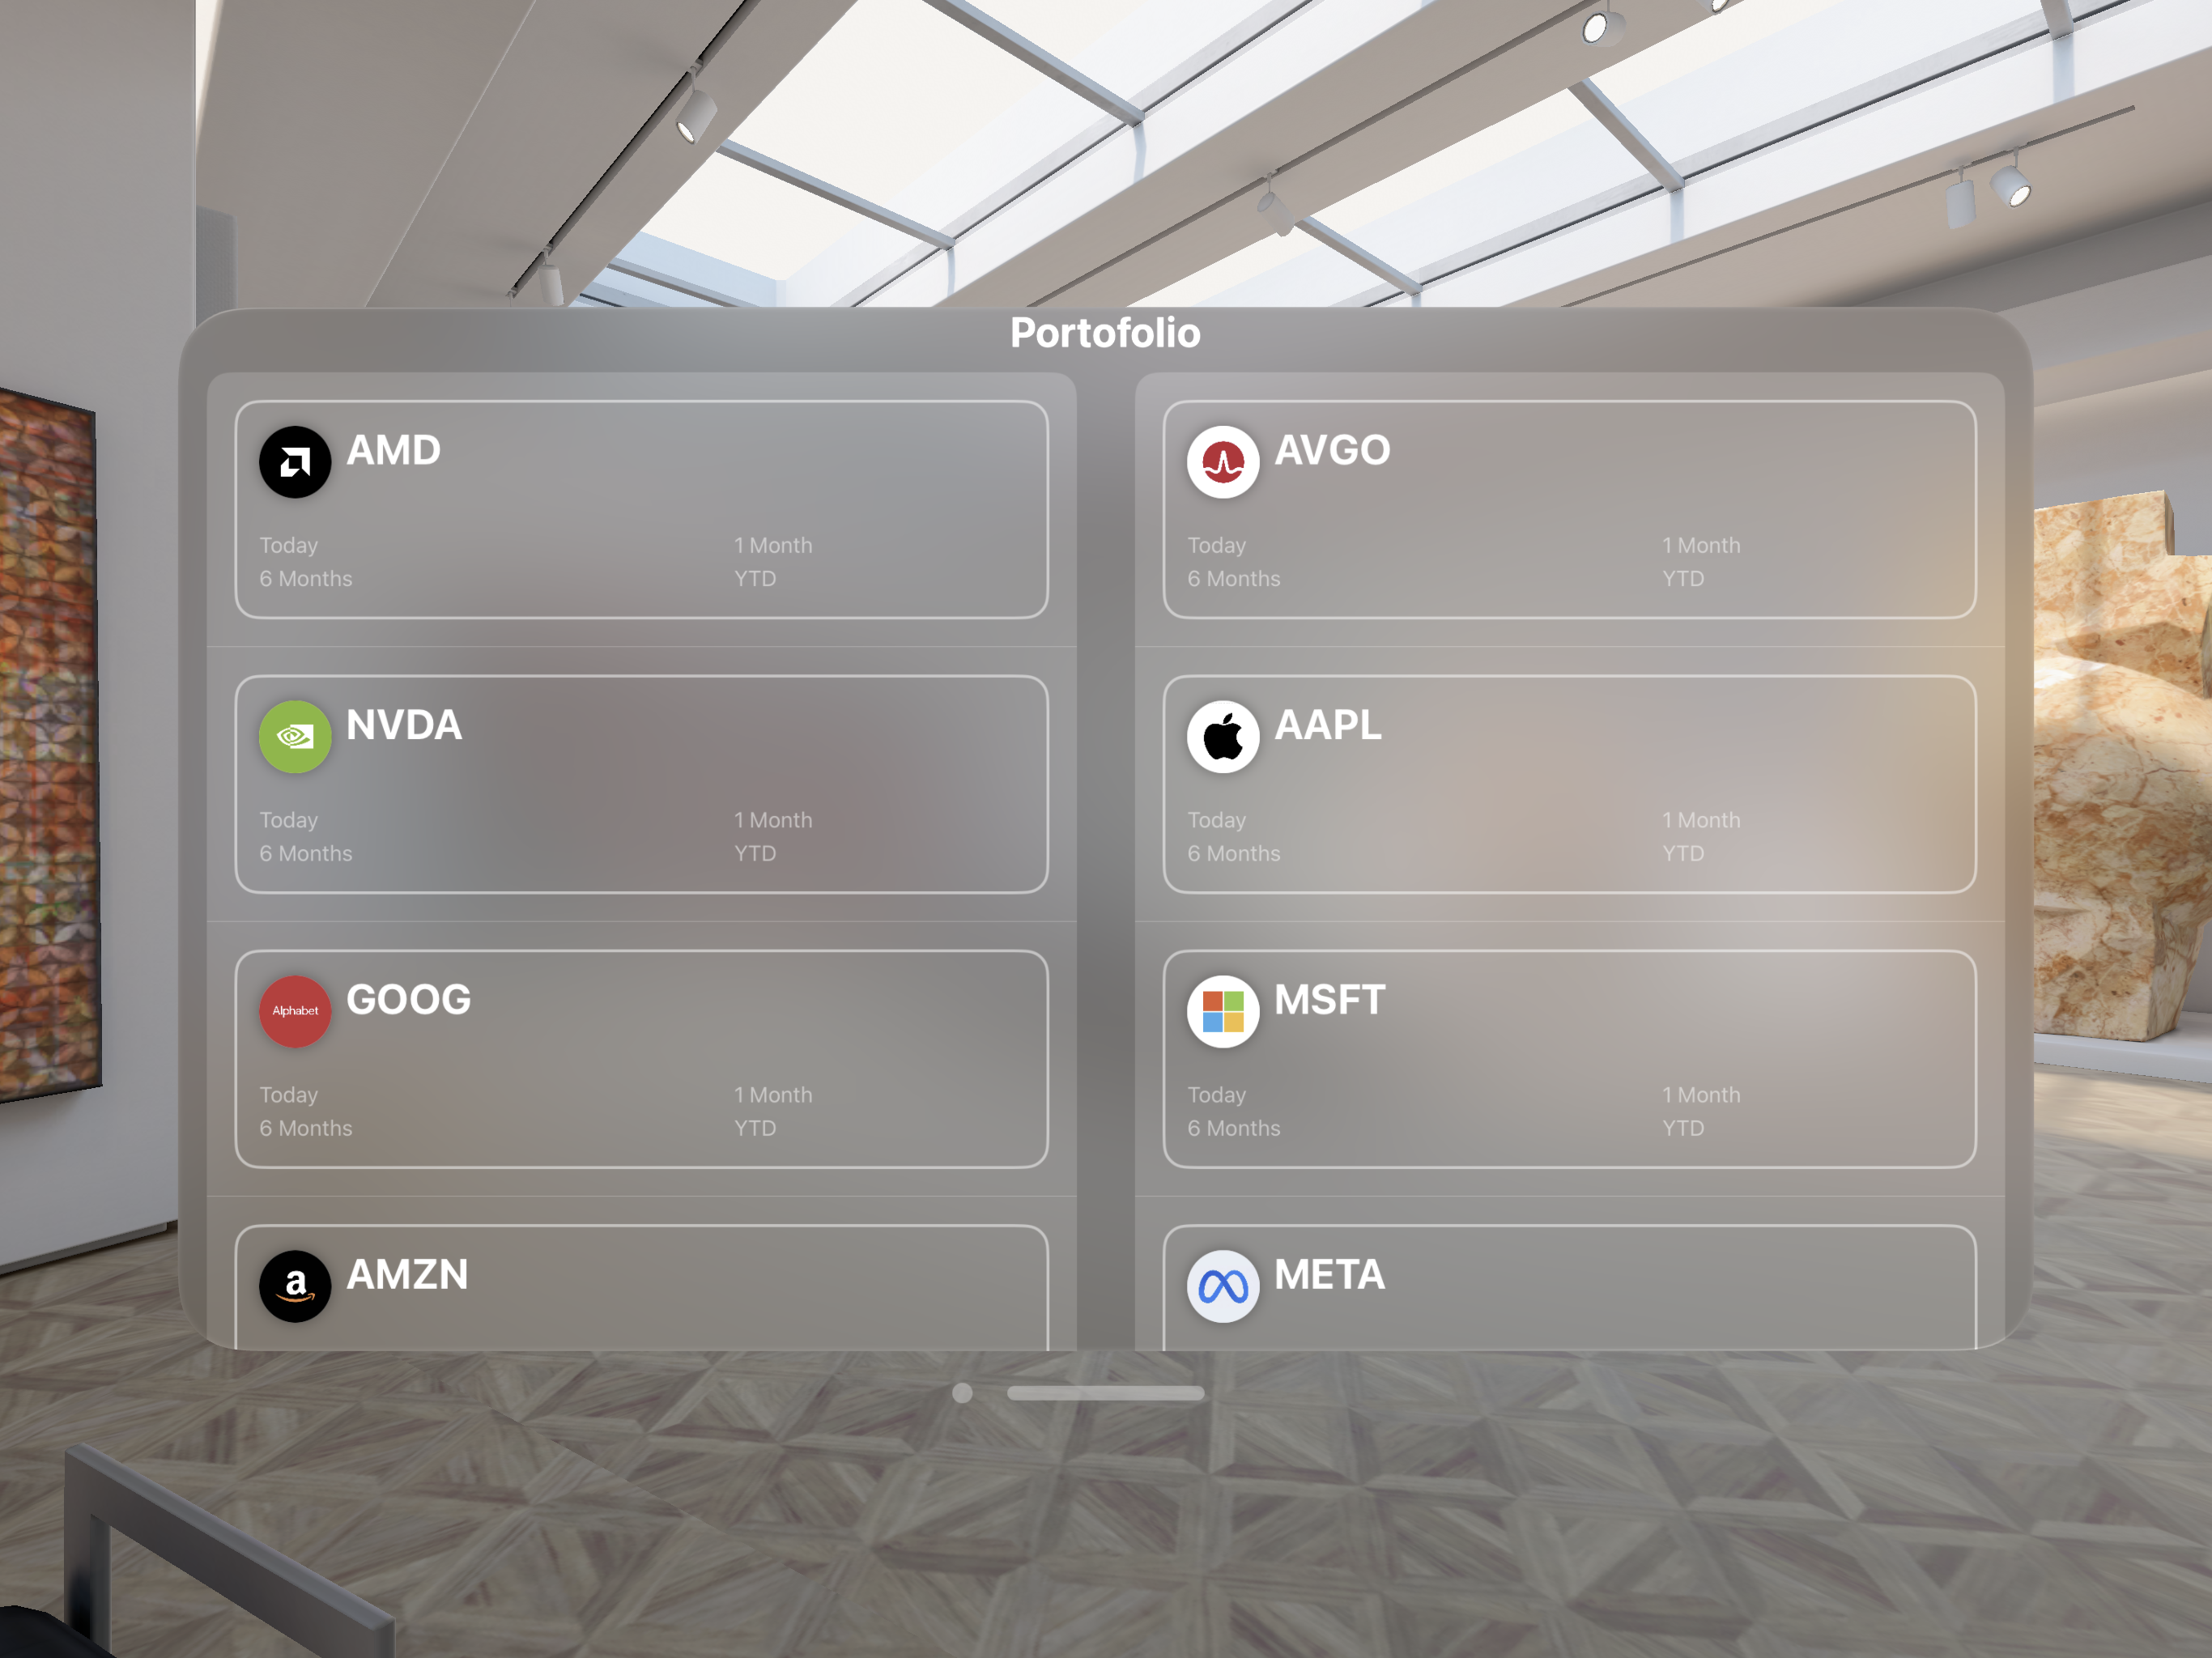 Portofolio
AMD
Today 1 Month
6 Months YTD
NVDA
Today 1 Month
6 Months YTD
Alphabet
GOOG
Today 1 Month
6 Months YTD
a
AMZN
AVGO
Today 1 Month
6 Months YTD
AAPL
Today 1 Month
6 Months YTD
MSFT
Today 1 Month
6 Months YTD
META